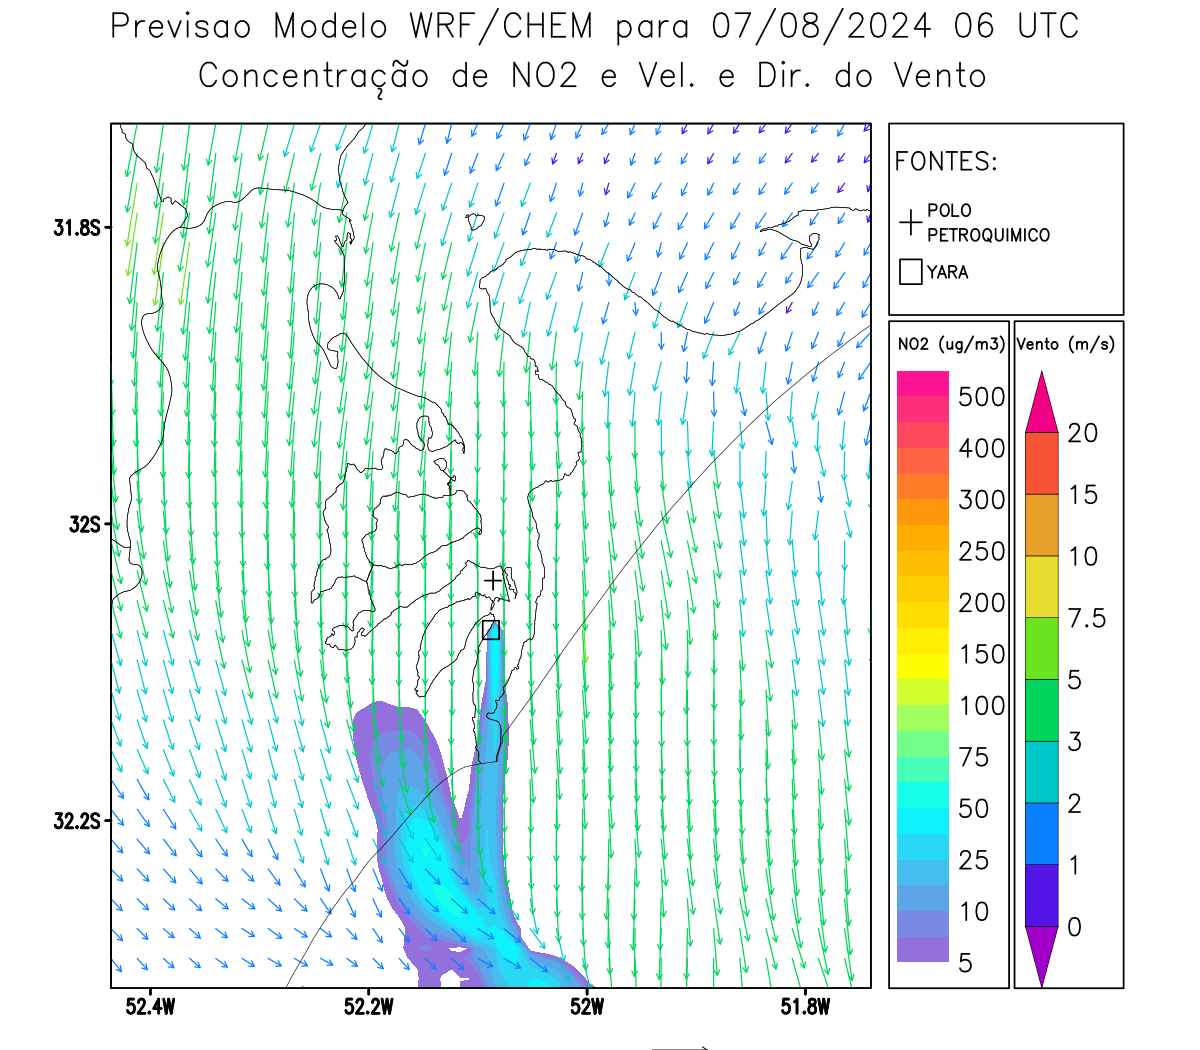 Previsao Modelo WRF/CHEM para 07/08/2024 06 UTC
Concentração de NO2 e Vel. e Dir. do Vento
FONTES:
POLO
PETROQUIMICO
YARA
31.8S
32S
32.2S
52.4W
52.2W
52W
51.8W
NO2 (ug/m3)
500
400
300
250
200
150
100
75
50
25
10
5
Vento (m/s)
20
15
10
7.5
5
3
2
1
0